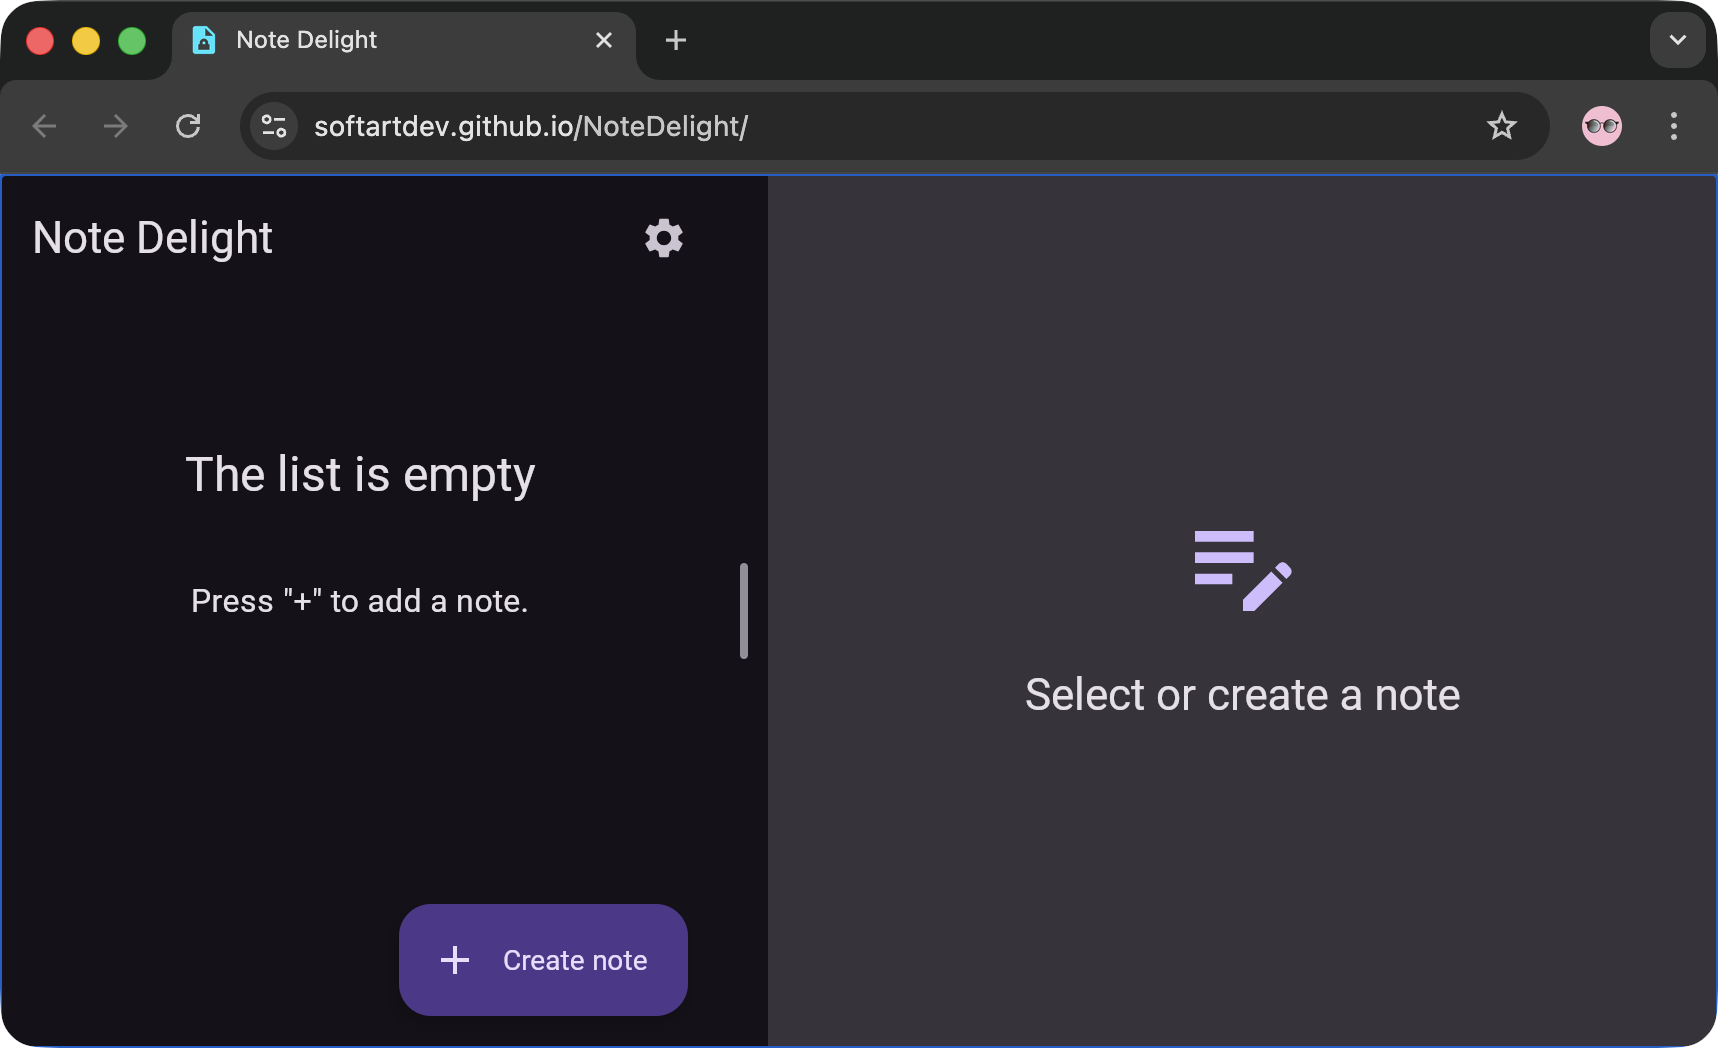 Note Delight
softartdev.github.io/NoteDelight/
Note Delight
The list is empty
Press "+" to add a note.
Create note
Select or create a note